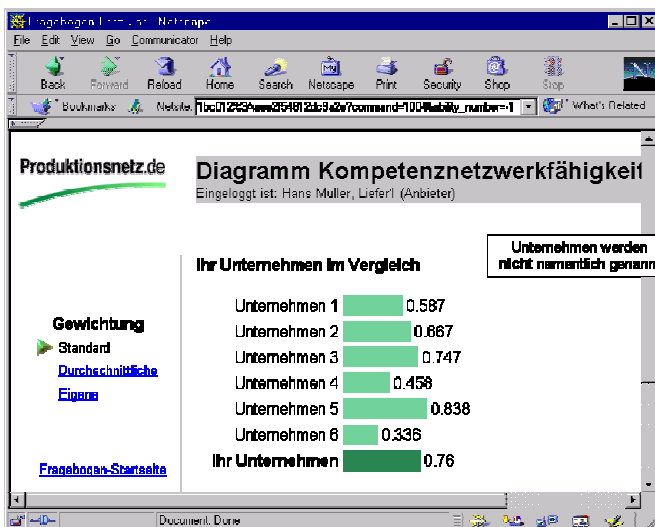 Fragebogen Formular - Netscape
File Edit View Go Communicator Help
Back Forward Reload Home Search Netscape Print Security Shop Stop
Bookmarks Netsite: What's Related
Produktionsnetz.de
Diagramm Kompetenznetzwerkfähigkeit
Eingeloggt ist: Hans Muller, Liefer1 (Anbieter)
Unternehmen werden
nicht namentlich genann
Ihr Unternehmen im Vergleich
Gewichtung
Standard
Durchschnittliche
Eigene
Fragebogen-Startseite
Unternehmen 1 0.587
Unternehmen 2 0.667
Unternehmen 3 0.747
Unternehmen 4 0.458
Unternehmen 5 0.838
Unternehmen 6 0.336
Ihr Unternehmen 0.76
Document: Done